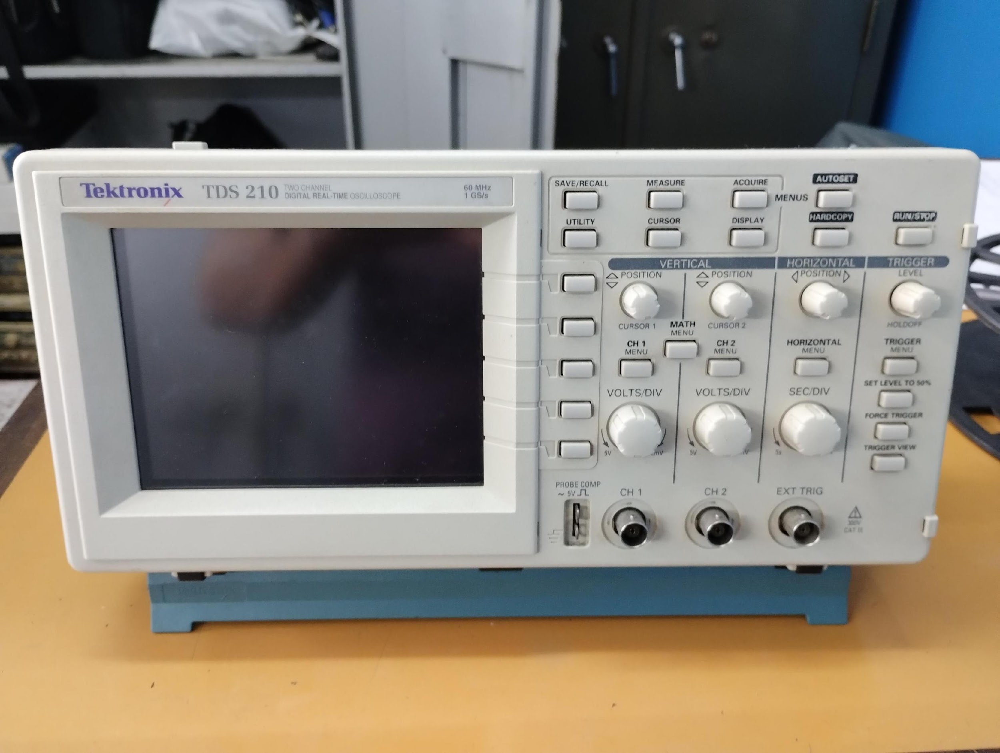 Tektronix TDS 210 TWO CHANNEL
DIGITAL REAL-TIME OSCILLOSCOPE
60 MHz
1 GS/s
SAVE/RECALL MEASURE ACQUIRE
MENUS
AUTOSET
UTILITY CURSOR DISPLAY
HARDCOPY
RUN/STOP
VERTICAL HORIZONTAL TRIGGER
POSITION POSITION POSITION LEVEL
CURSOR 1 CURSOR 2 HOLDOFF
MATH
MENU
CH 1
MENU
CH 2
MENU
HORIZONTAL
MENU
TRIGGER
MENU
SET LEVEL TO 50%
VOLTS/DIV VOLTS/DIV SEC/DIV
FORCE TRIGGER
TRIGGER VIEW
5V 5V 5s
PROBE COMP
~ 5V
CH 1 CH 2 EXT TRIG
300V
CAT II